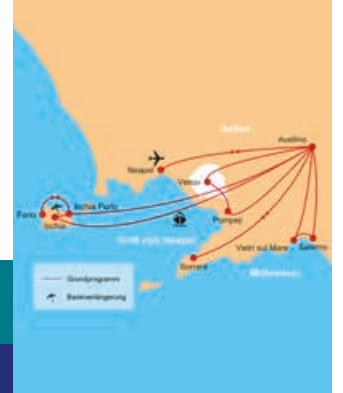 Italien
Avellino
Neapel
Vesuv
Ischia Porto
Forio
Ischia
Pompeji
Golf von Neapel
Vietri sul Mare
Salerno
Sorrent
Mittelmeer
Grundprogramm
Badeverlängerung